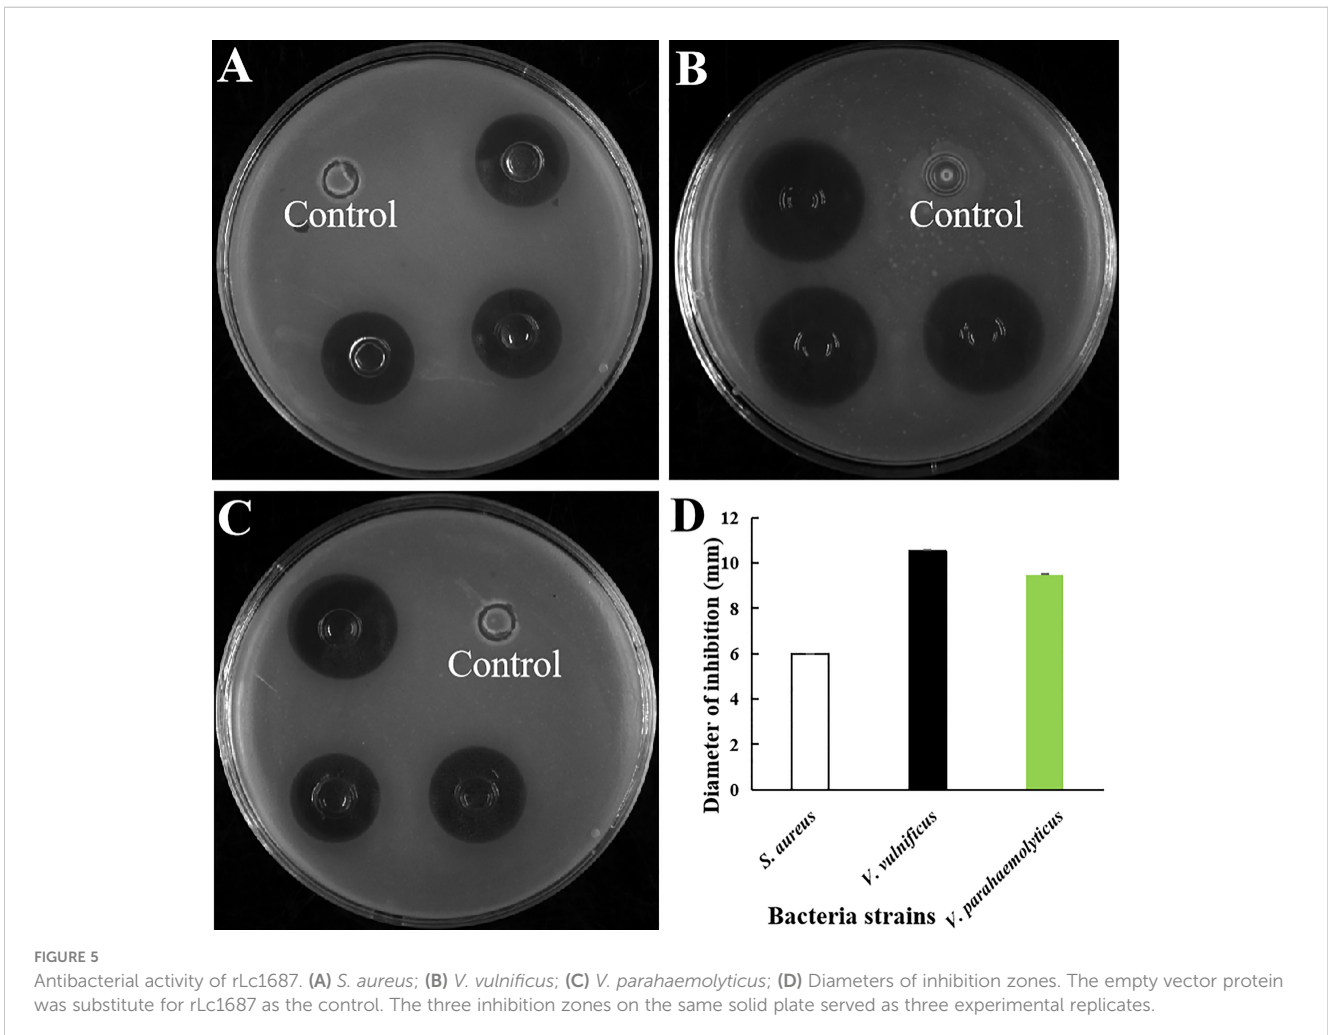 A
Control
B
Control
C
Control
D
12
10
8
6
4
2
0
Diameter of inhibition (mm)
S. aureus
V. vulnificus
V. parahaemolyticus
Bacteria strains
FIGURE 5
Antibacterial activity of rLc1687. (A) S. aureus; (B) V. vulnificus; (C) V. parahaemolyticus; (D) Diameters of inhibition zones. The empty vector protein
was substitute for rLc1687 as the control. The three inhibition zones on the same solid plate served as three experimental replicates.